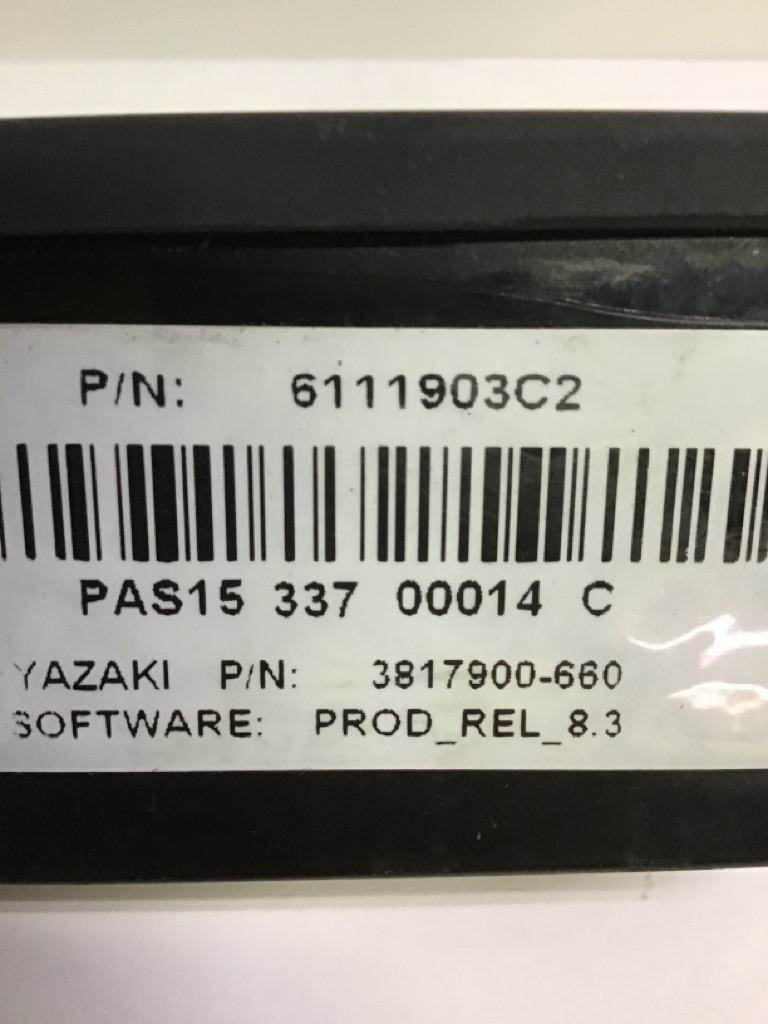 P/N: 6111903C2
PAS15 337 00014 C
YAZAKI P/N: 3817900-660
SOFTWARE: PROD_REL_8.3